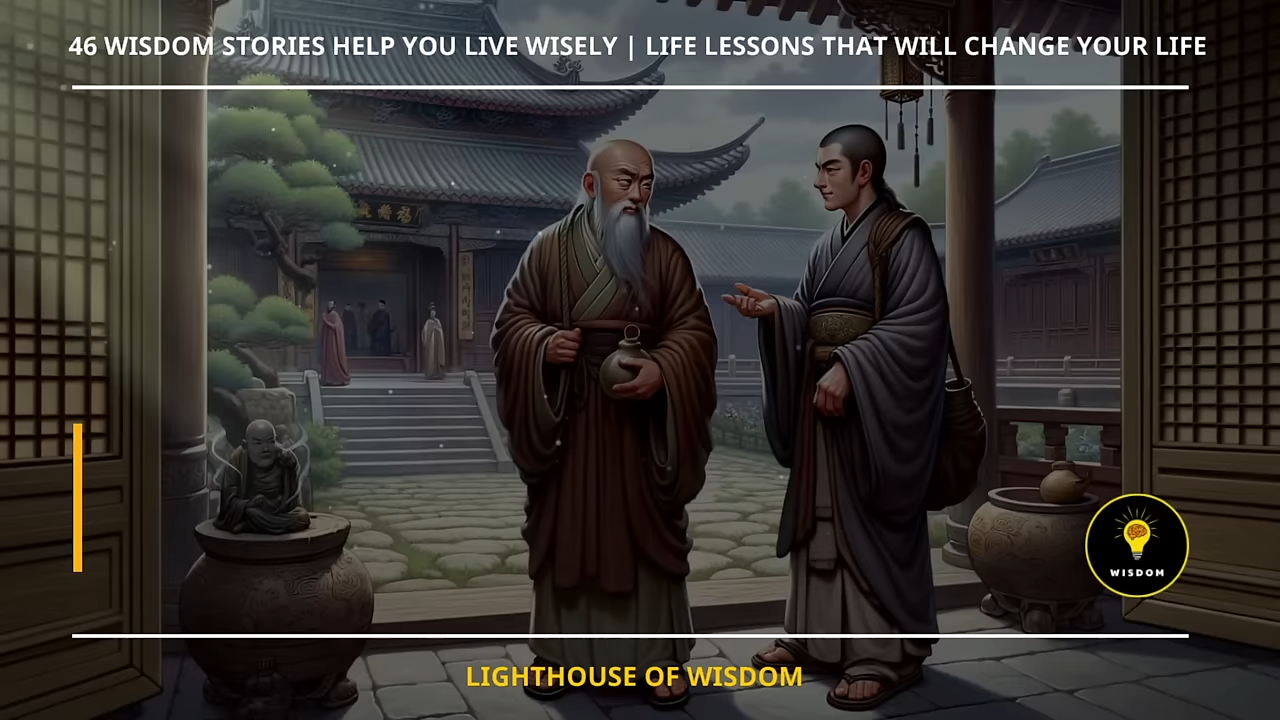 46 WISDOM STORIES HELP YOU LIVE WISELY | LIFE LESSONS THAT WILL CHANGE YOUR LIFE
WISDOM
LIGHTHOUSE OF WISDOM